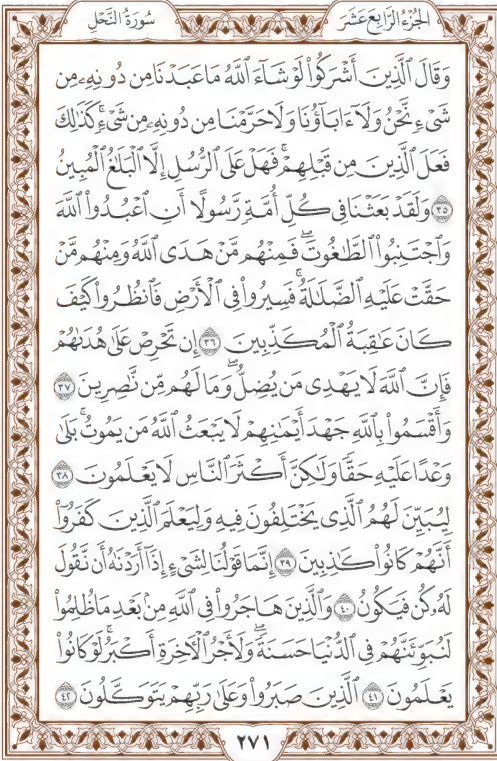 الجزء الرابع عشر
سورة النحل
وَقَالَ ٱلَّذِينَ أَشْرَكُوا۟ لَوْ شَآءَ ٱللَّهُ مَا عَبَدْنَا مِن دُونِهِۦ مِن
شَىْءٍ نَّحْنُ وَلَآ ءَابَآؤُنَا وَلَا حَرَّمْنَا مِن دُونِهِۦ مِن شَىْءٍ ۚ كَذَٰلِكَ
فَعَلَ ٱلَّذِينَ مِن قَبْلِهِمْ ۚ فَهَلْ عَلَى ٱلرُّسُلِ إِلَّا ٱلْبَلَٰغُ ٱلْمُبِينُ
٣٥ وَلَقَدْ بَعَثْنَا فِى كُلِّ أُمَّةٍ رَّسُولًا أَنِ ٱعْبُدُوا۟ ٱللَّهَ
وَٱجْتَنِبُوا۟ ٱلطَّٰغُوتَ ۖ فَمِنْهُم مَّنْ هَدَى ٱللَّهُ وَمِنْهُم مَّنْ
حَقَّتْ عَلَيْهِ ٱلضَّلَٰلَةُ ۚ فَسِيرُوا۟ فِى ٱلْأَرْضِ فَٱنظُرُوا۟ كَيْفَ
كَانَ عَٰقِبَةُ ٱلْمُكَذِّبِينَ ٣٦ إِن تَحْرِصْ عَلَىٰ هُدَىٰهُمْ
فَإِنَّ ٱللَّهَ لَا يَهْدِى مَن يُضِلُّ ۖ وَمَا لَهُم مِّن نَّٰصِرِينَ ٣٧
وَأَقْسَمُوا۟ بِٱللَّهِ جَهْدَ أَيْمَٰنِهِمْ ۙ لَا يَبْعَثُ ٱللَّهُ مَن يَمُوتُ ۚ بَلَىٰ
وَعْدًا عَلَيْهِ حَقًّا وَلَٰكِنَّ أَكْثَرَ ٱلنَّاسِ لَا يَعْلَمُونَ ٣٨
لِيُبَيِّنَ لَهُمُ ٱلَّذِى يَخْتَلِفُونَ فِيهِ وَلِيَعْلَمَ ٱلَّذِينَ كَفَرُوٓا۟
أَنَّهُمْ كَانُوا۟ كَٰذِبِينَ ٣٩ إِنَّمَا قَوْلُنَا لِشَىْءٍ إِذَآ أَرَدْنَٰهُ أَن نَّقُولَ
لَهُۥ كُن فَيَكُونُ ٤٠ وَٱلَّذِينَ هَاجَرُوا۟ فِى ٱللَّهِ مِنۢ بَعْدِ مَا ظُلِمُوا۟
لَنُبَوِّئَنَّهُمْ فِى ٱلدُّنْيَا حَسَنَةً ۖ وَلَأَجْرُ ٱلْءَاخِرَةِ أَكْبَرُ ۚ لَوْ كَانُوا۟
يَعْلَمُونَ ٤١ ٱلَّذِينَ صَبَرُوا۟ وَعَلَىٰ رَبِّهِمْ يَتَوَكَّلُونَ ٤٢
٢٧١